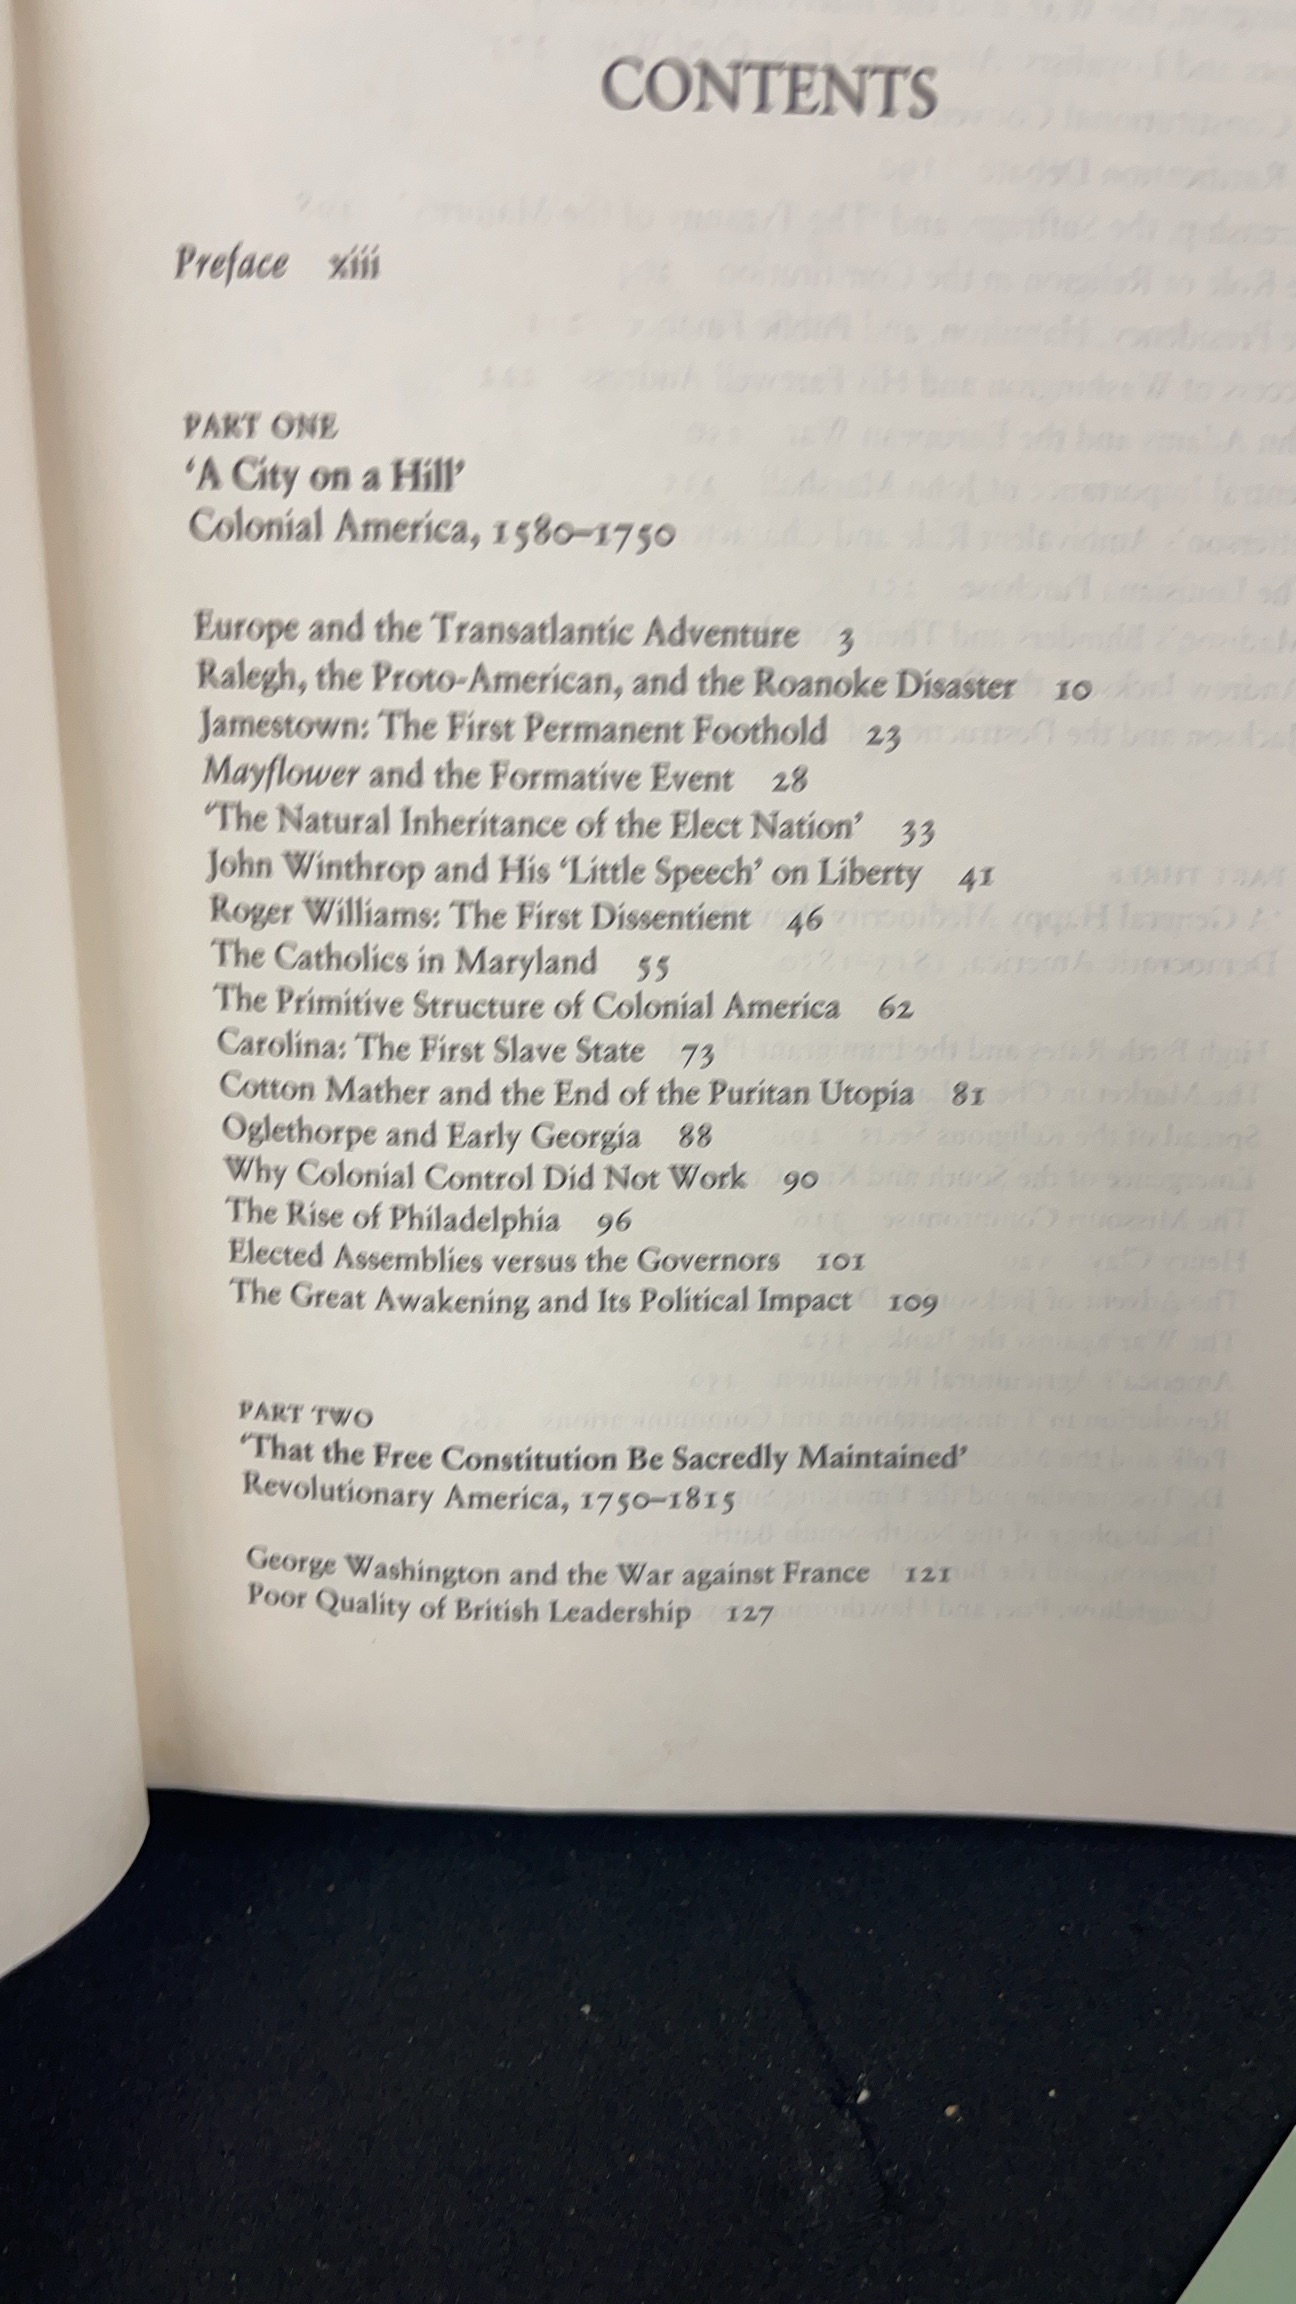 CONTENTS
Preface xiii
PART ONE
‘A City on a Hill’
Colonial America, 1580–1750
Europe and the Transatlantic Adventure 3
Ralegh, the Proto-American, and the Roanoke Disaster 10
Jamestown: The First Permanent Foothold 23
Mayflower and the Formative Event 28
‘The Natural Inheritance of the Elect Nation’ 33
John Winthrop and His ‘Little Speech’ on Liberty 41
Roger Williams: The First Dissentient 46
The Catholics in Maryland 55
The Primitive Structure of Colonial America 62
Carolina: The First Slave State 73
Cotton Mather and the End of the Puritan Utopia 81
Oglethorpe and Early Georgia 88
Why Colonial Control Did Not Work 90
The Rise of Philadelphia 96
Elected Assemblies versus the Governors 101
The Great Awakening and Its Political Impact 109
PART TWO
‘That the Free Constitution Be Sacredly Maintained’
Revolutionary America, 1750–1815
George Washington and the War against France 121
Poor Quality of British Leadership 127